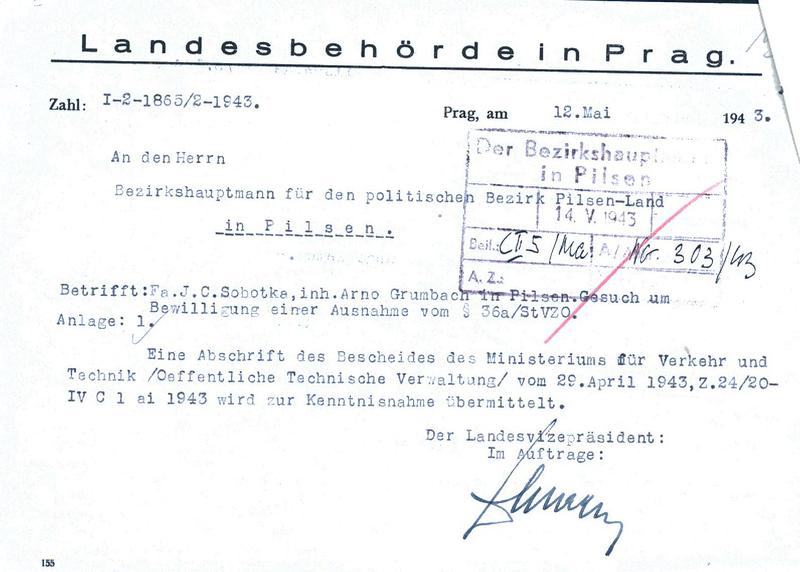 Landesbehörde in Prag.
Zahl: I-2-1865/2-1943.
Prag, am 12.Mai 1943.
Der Bezirkshaupt
in Pilsen
14. V. 1943
Beil.:
Nr. 303/43
A. Z.:
An den Herrn
Bezirkshauptmann für den politischen Bezirk Pilsen-Land
in Pilsen.
Betrifft: Fa.J.C.Sobotka,inh.Arno Grumbach in Pilsen.Gesuch um
Bewilligung einer Ausnahme vom § 36a/StVZO.
Anlage: 1.
Eine Abschrift des Bescheides des Ministeriums für Verkehr und
Technik /Oeffentliche Technische Verwaltung/ vom 29.April 1943,Z.24/20-
IV C 1 ai 1943 wird zur Kenntnisnahme übermittelt.
Der Landesvizepräsident:
Im Auftrage:
155